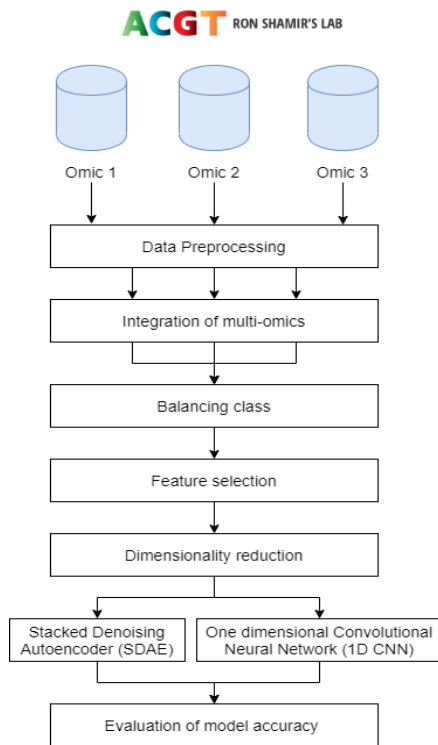 ACGT RON SHAMIR'S LAB
Omic 1 Omic 2 Omic 3
Data Preprocessing
Integration of multi-omics
Balancing class
Feature selection
Dimensionality reduction
Stacked Denoising
Autoencoder (SDAE)
One dimensional Convolutional
Neural Network (1D CNN)
Evaluation of model accuracy